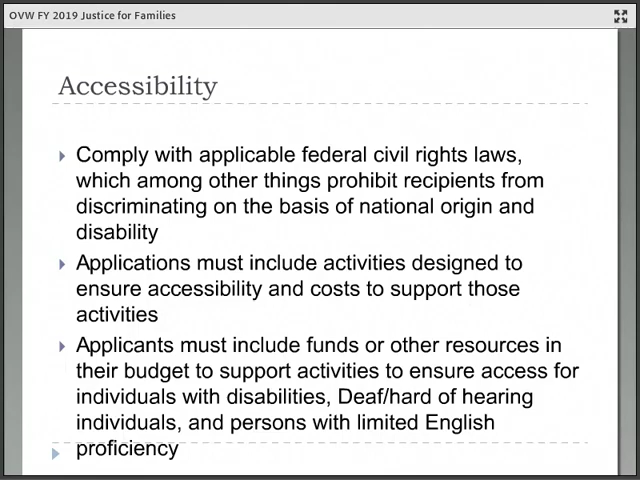 OVW FY 2019 Justice for Families
Accessibility
Comply with applicable federal civil rights laws,
which among other things prohibit recipients from
discriminating on the basis of national origin and
disability
Applications must include activities designed to
ensure accessibility and costs to support those
activities
Applicants must include funds or other resources in
their budget to support activities to ensure access for
individuals with disabilities, Deaf/hard of hearing
individuals, and persons with limited English
proficiency